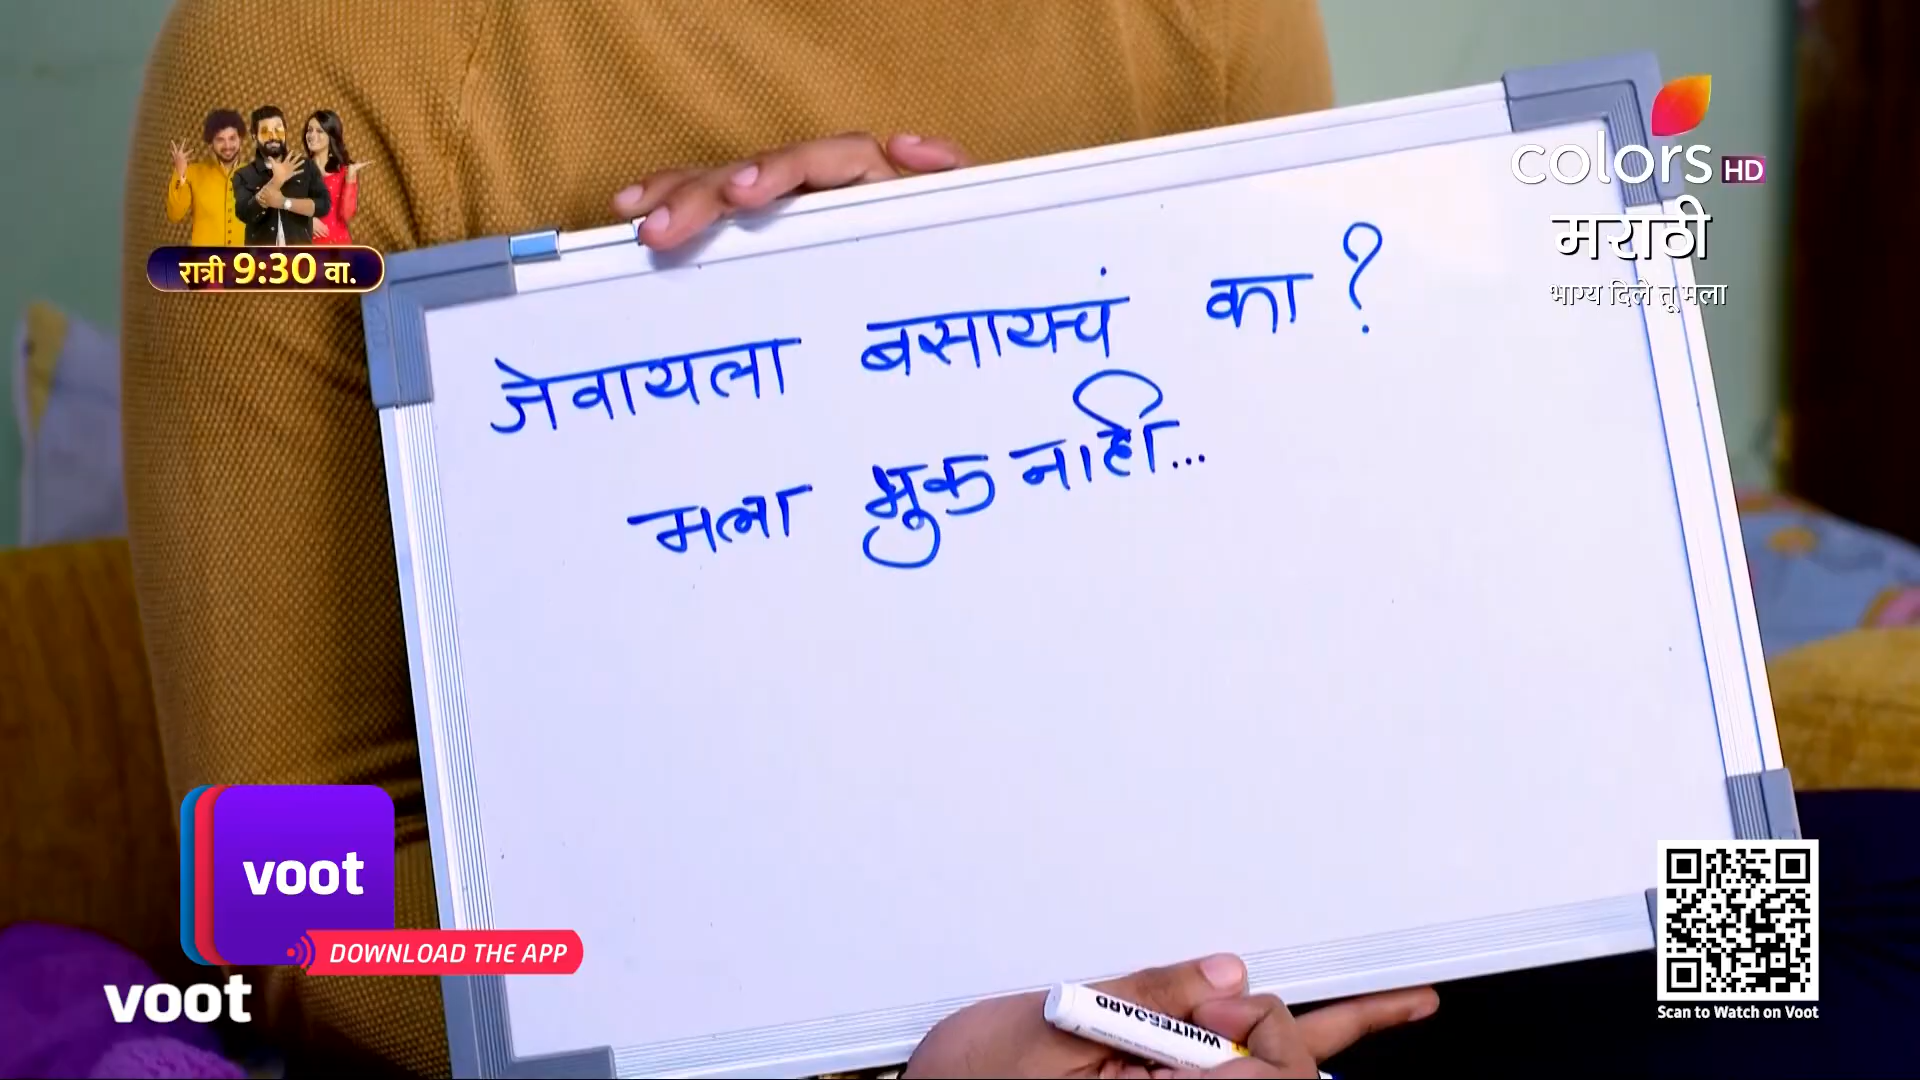 रात्री 9:30 वा.
colors HD
मराठी
भाग्य दिले तू मला
जेवायला बसायचं का?
मला भुक नाही...
voot
DOWNLOAD THE APP
voot
WHITEBOARD
Scan to Watch on Voot